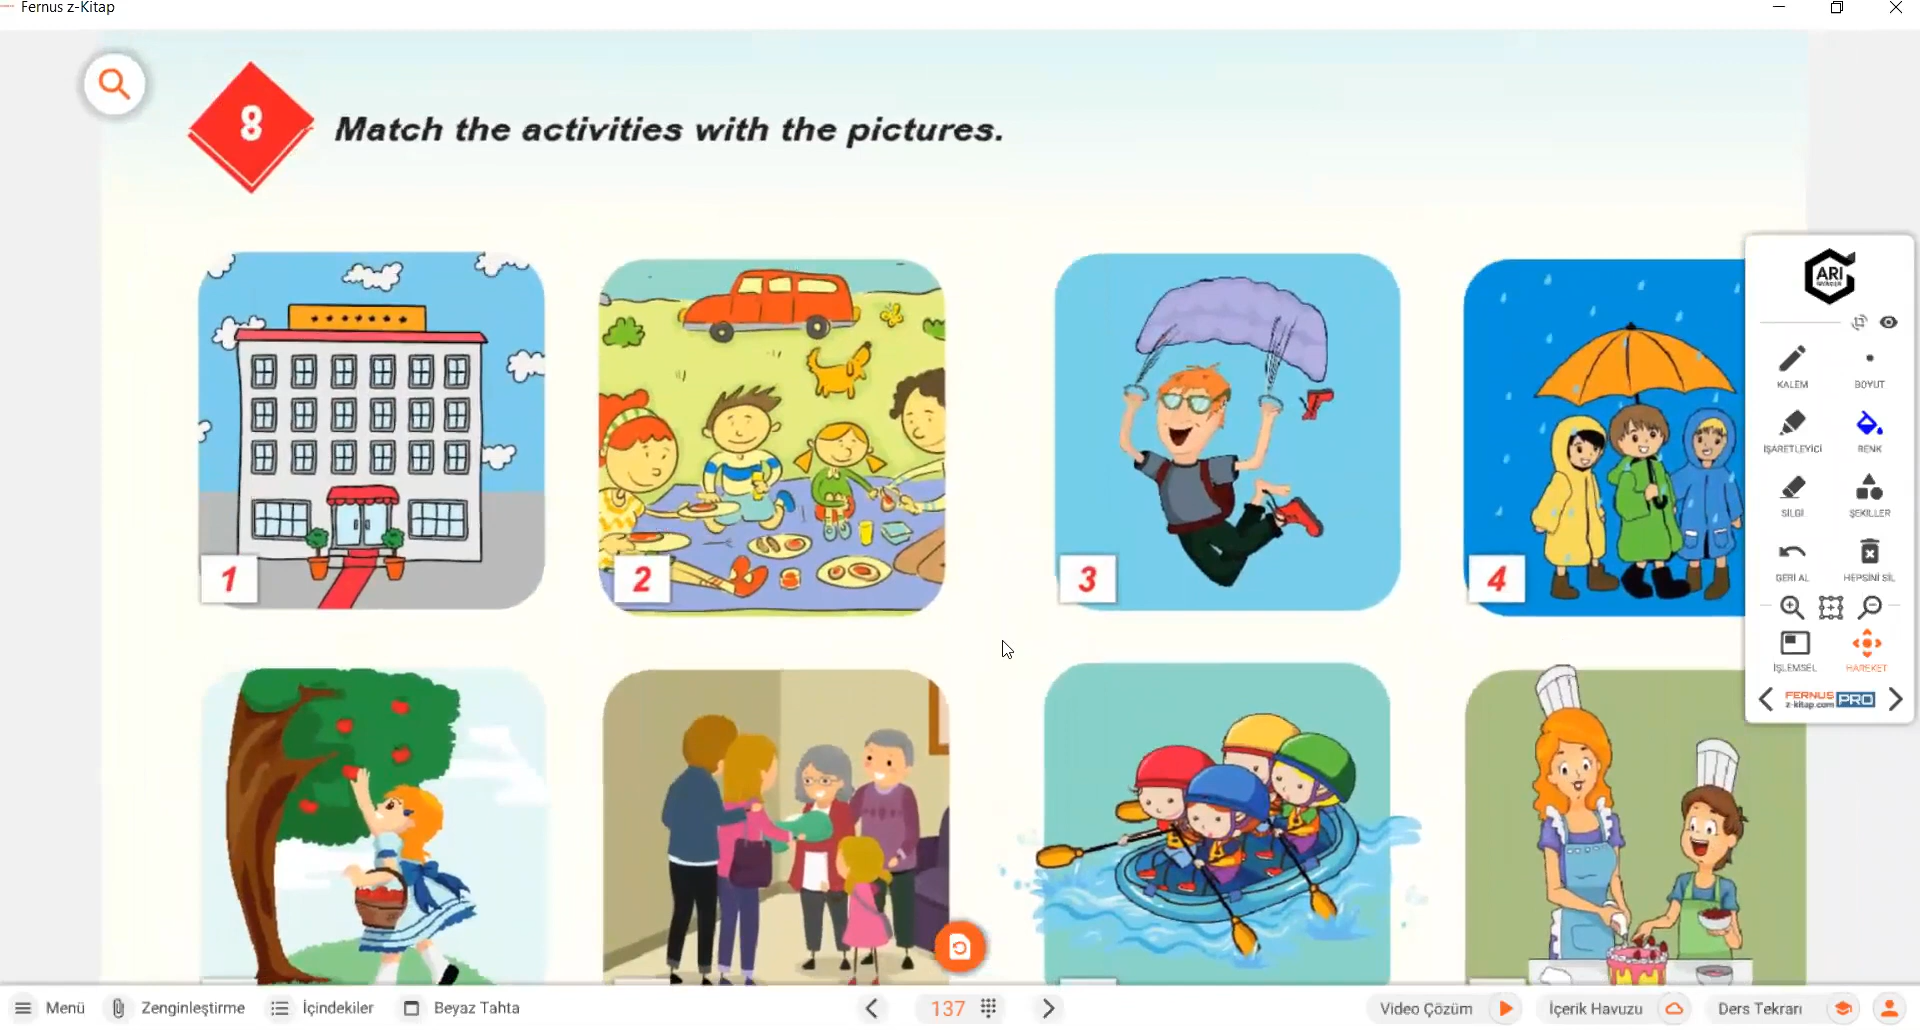 Fernus z-Kitap
8
Match the activities with the pictures.
1
2
3
4
ARI
KALEM
BOYUT
İŞARETLEYİCİ
RENK
SİLGİ
ŞEKİLLER
GERİ AL
HEPSİNİ SİL
İŞLEMSEL
HAREKET
FERNUS
z-kitap.com
PRO
Menü
Zenginleştirme
İçindekiler
Beyaz Tahta
137
Video Çözüm
İçerik Havuzu
Ders Tekrarı